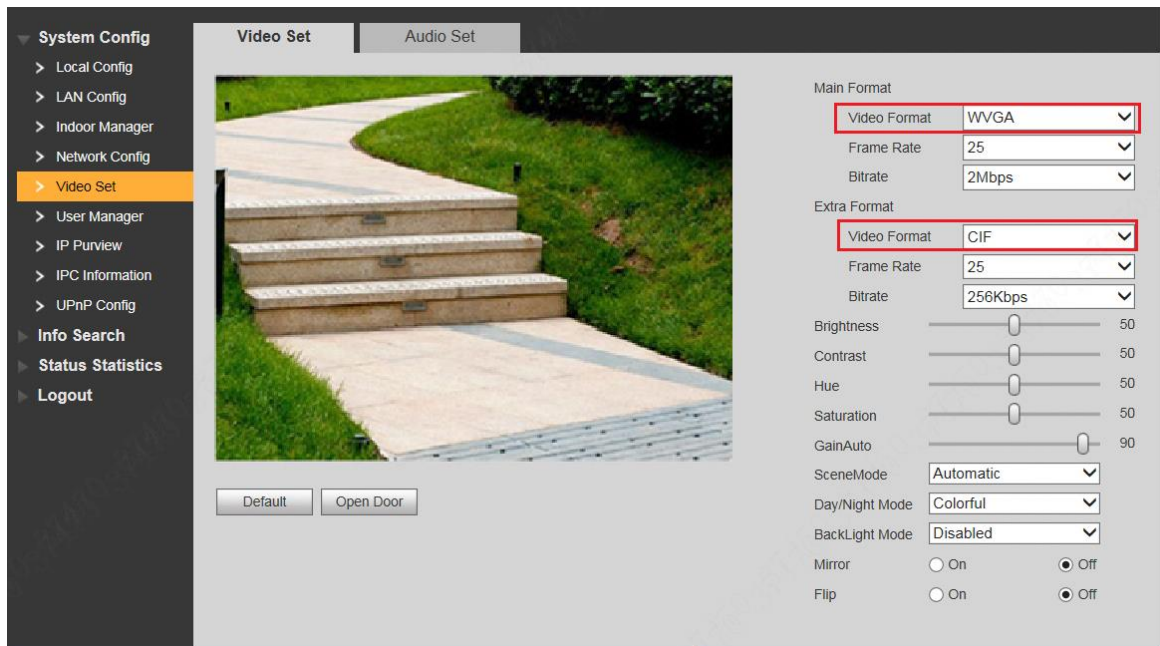 System Config
Local Config
LAN Config
Indoor Manager
Network Config
Video Set
User Manager
IP Purview
IPC Information
UPnP Config
Info Search
Status Statistics
Logout
Video Set
Audio Set
Default
Open Door
Main Format
Video Format WVGA
Frame Rate 25
Bitrate 2Mbps
Extra Format
Video Format CIF
Frame Rate 25
Bitrate 256Kbps
Brightness 50
Contrast 50
Hue 50
Saturation 50
GainAuto 90
SceneMode Automatic
Day/Night Mode Colorful
BackLight Mode Disabled
Mirror On Off
Flip On Off